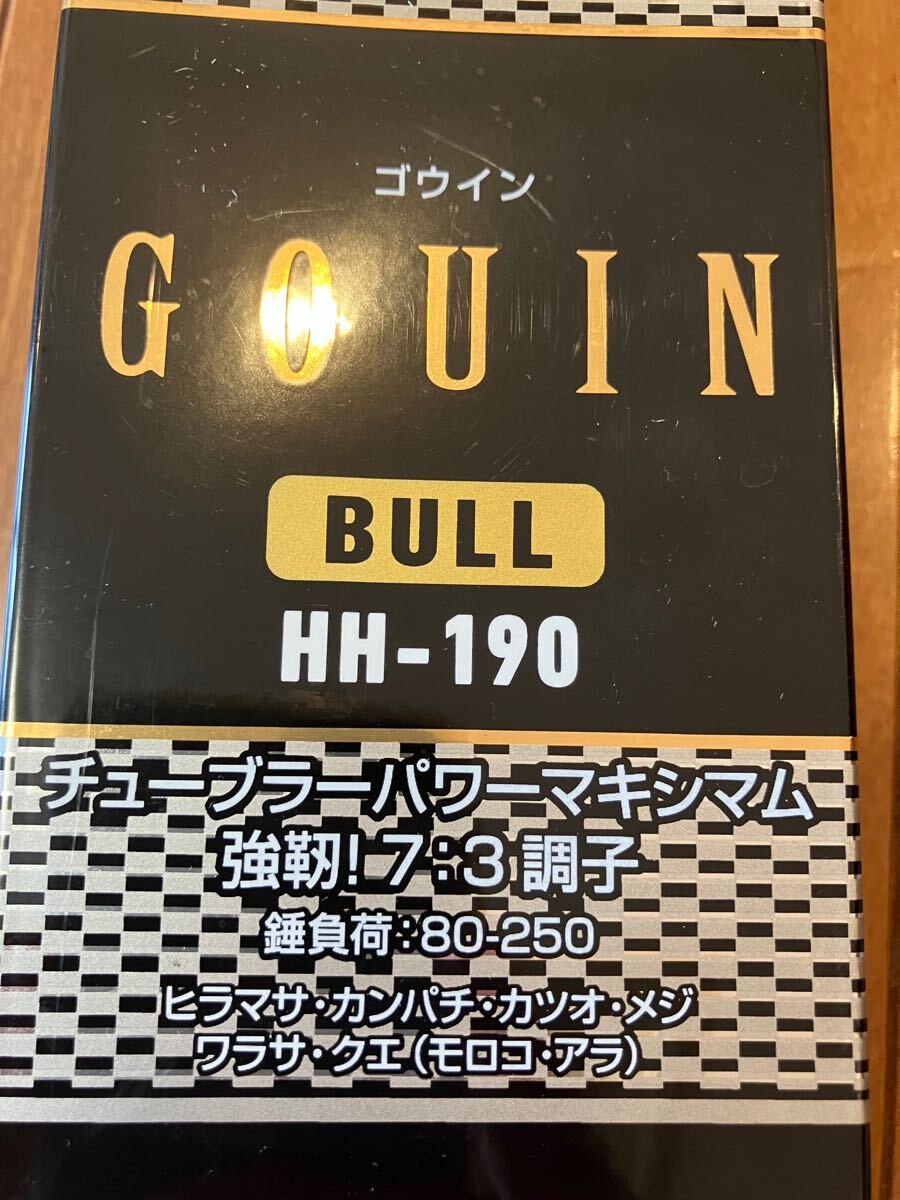 ゴウイン
GOUIN
BULL
HH-190
チューブラーパワーマキシマム
強靭!7:3調子
錘負荷:80-250
ヒラマサ・カンパチ・カツオ・メジ
ワラサ・クエ(モロコ・アラ)